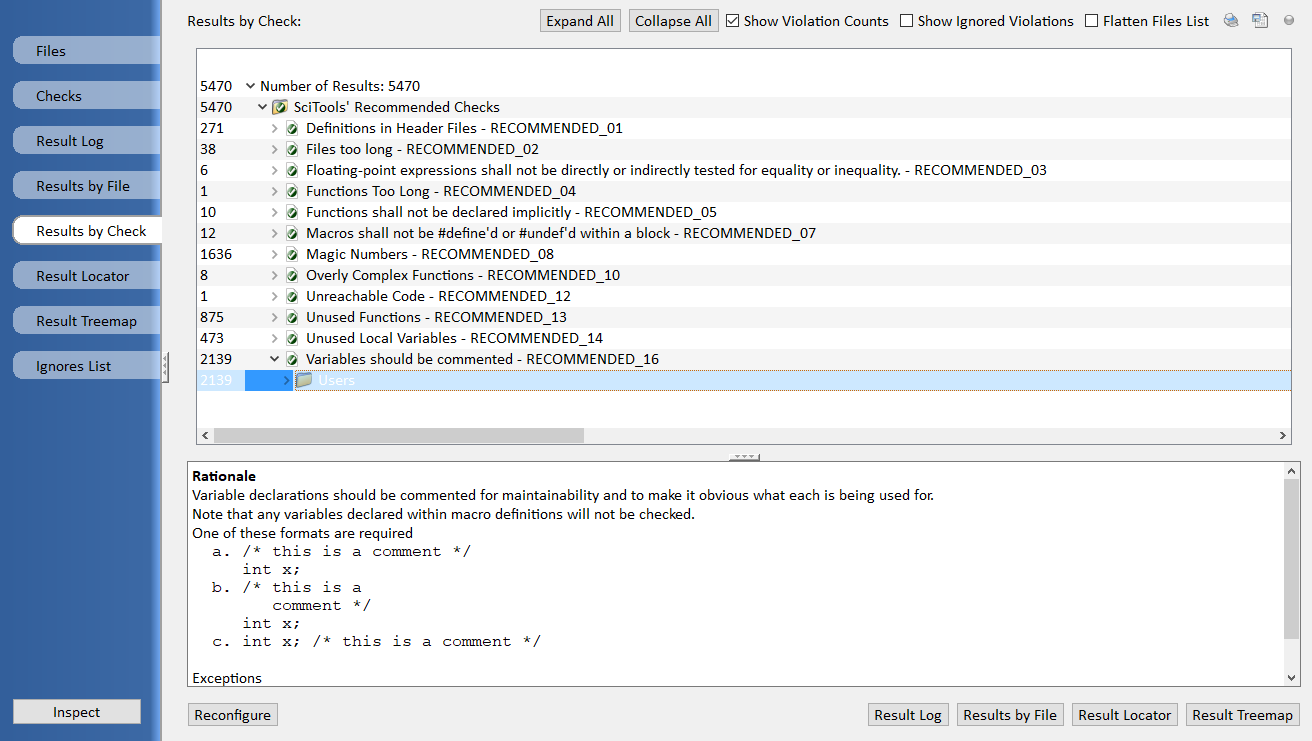 Results by Check:
Expand All
Collapse All
Show Violation Counts
Show Ignored Violations
Flatten Files List
Files
Checks
Result Log
Results by File
Results by Check
Result Locator
Result Treemap
Ignores List
Inspect
5470 Number of Results: 5470
5470 SciTools' Recommended Checks
271 Definitions in Header Files - RECOMMENDED_01
38 Files too long - RECOMMENDED_02
6 Floating-point expressions shall not be directly or indirectly tested for equality or inequality. - RECOMMENDED_03
1 Functions Too Long - RECOMMENDED_04
10 Functions shall not be declared implicitly - RECOMMENDED_05
12 Macros shall not be #define'd or #undef'd within a block - RECOMMENDED_07
1636 Magic Numbers - RECOMMENDED_08
8 Overly Complex Functions - RECOMMENDED_10
1 Unreachable Code - RECOMMENDED_12
875 Unused Functions - RECOMMENDED_13
473 Unused Local Variables - RECOMMENDED_14
2139 Variables should be commented - RECOMMENDED_16
2139 Users
Rationale
Variable declarations should be commented for maintainability and to make it obvious what each is being used for.
Note that any variables declared within macro definitions will not be checked.
One of these formats are required
a. /* this is a comment */
int x;
b. /* this is a
comment */
int x;
c. int x; /* this is a comment */
Exceptions
Reconfigure
Result Log
Results by File
Result Locator
Result Treemap